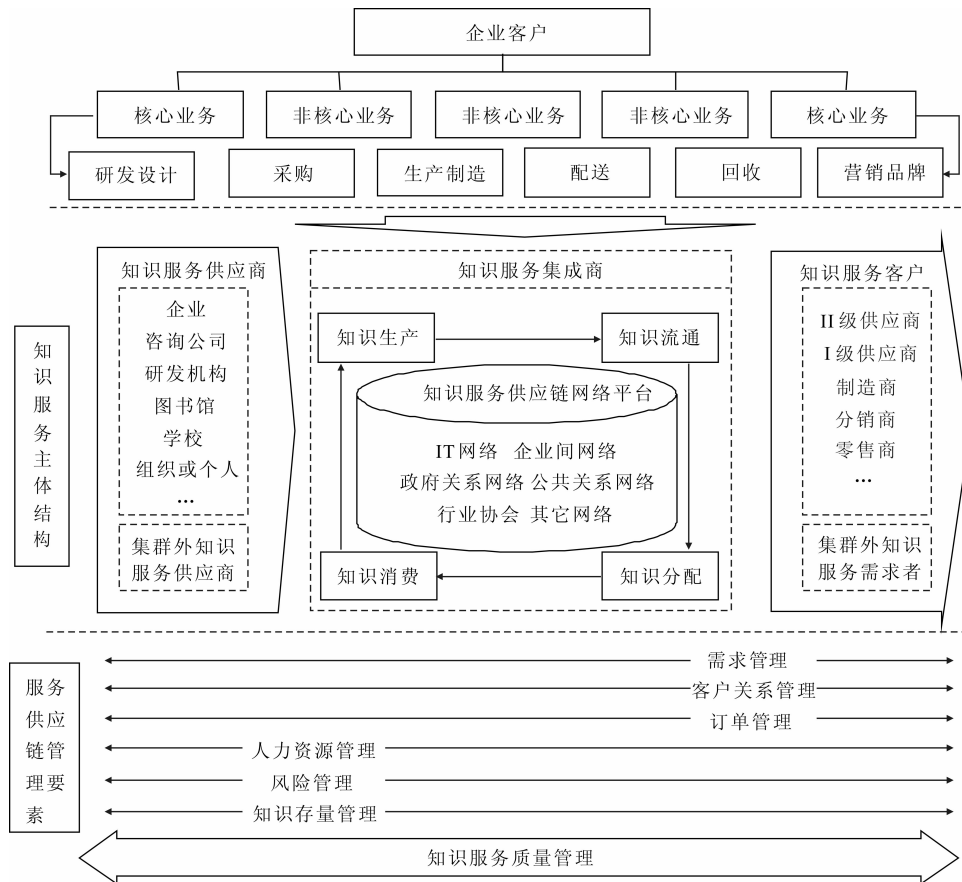 企业客户
核心业务
非核心业务
非核心业务
非核心业务
核心业务
研发设计
采购
生产制造
配送
回收
营销品牌
知识服务主体结构
知识服务供应商
企业
咨询公司
研发机构
图书馆
学校
组织或个人
...
集群外知识
服务供应商
知识服务集成商
知识生产
知识流通
知识服务供应链网络平台
IT网络 企业间网络
政府关系网络 公共关系网络
行业协会 其它网络
知识消费
知识分配
知识服务客户
II级供应商
I级供应商
制造商
分销商
零售商
...
集群外知识
服务需求者
服务
供应
链管
理要
素
需求管理
客户关系管理
订单管理
人力资源管理
风险管理
知识存量管理
知识服务质量管理